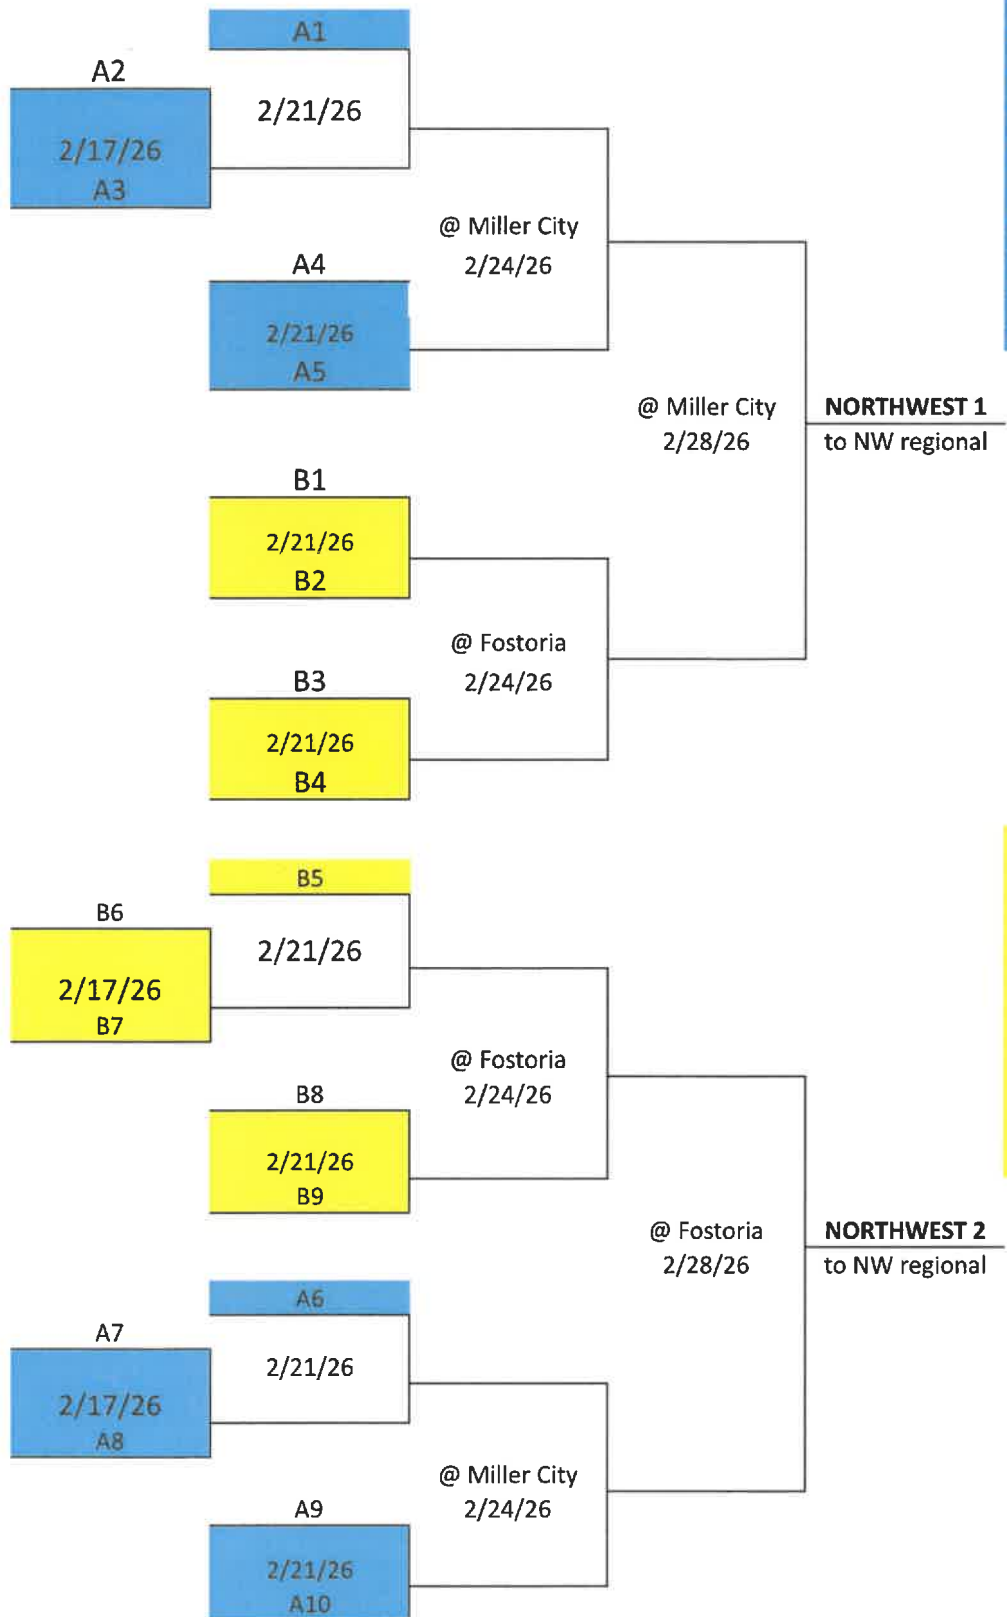 A1
A2
2/21/26
2/17/26
A3
@ Miller City
2/24/26
A4
2/21/26
A5
@ Miller City
2/28/26
NORTHWEST 1
to NW regional
B1
2/21/26
B2
@ Fostoria
2/24/26
B3
2/21/26
B4
B5
B6
2/21/26
2/17/26
B7
@ Fostoria
2/24/26
B8
2/21/26
B9
@ Fostoria
2/28/26
NORTHWEST 2
to NW regional
A6
A7
2/21/26
2/17/26
A8
@ Miller City
2/24/26
A9
2/21/26
A10